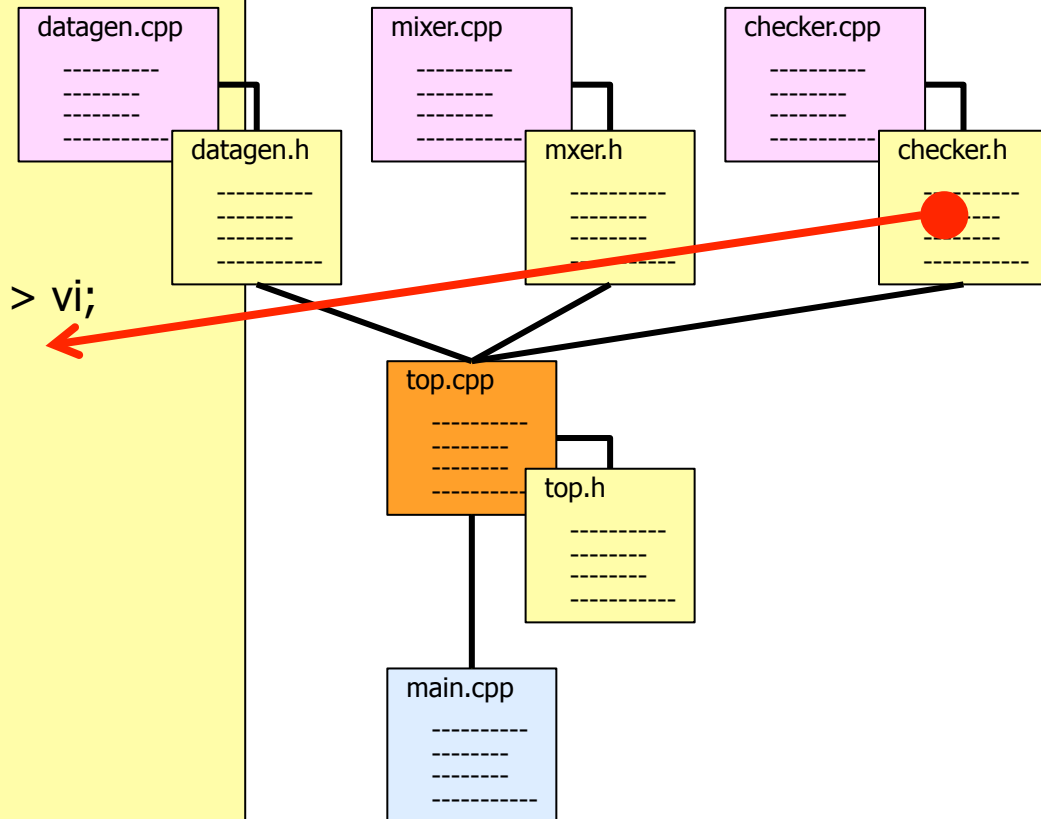 datagen.cpp
mixer.cpp
checker.cpp
datagen.h
mxer.h
checker.h
> vi;
top.cpp
top.h
main.cpp